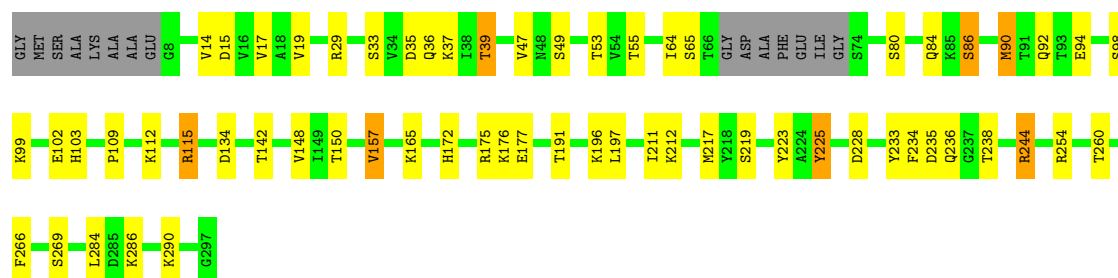 GLY MET SER ALA LYS ALA ALA GLU G8 V14 D15 V16 V17 A18 V19 R29 S33 V34 D35 Q36 K37 I38 T39 V47 N48 S49 T53 V54 T55 I64 S65 T66 GLY ASP ALA PHE GLU ILE GLY S74 S80 Q84 K85 S86 M90 T91 Q92 T93 E94 S98
K99 E102 H103 P109 K112 R115 D134 T142 V148 I149 T150 V157 K165 H172 R175 K176 E177 T191 K196 L197 I211 K212 M217 Y218 S219 Y223 A224 Y225 D228 Y233 F234 D235 Q236 G237 T238 R244 R254 T260
F266 S269 L284 D285 K286 K290 G297